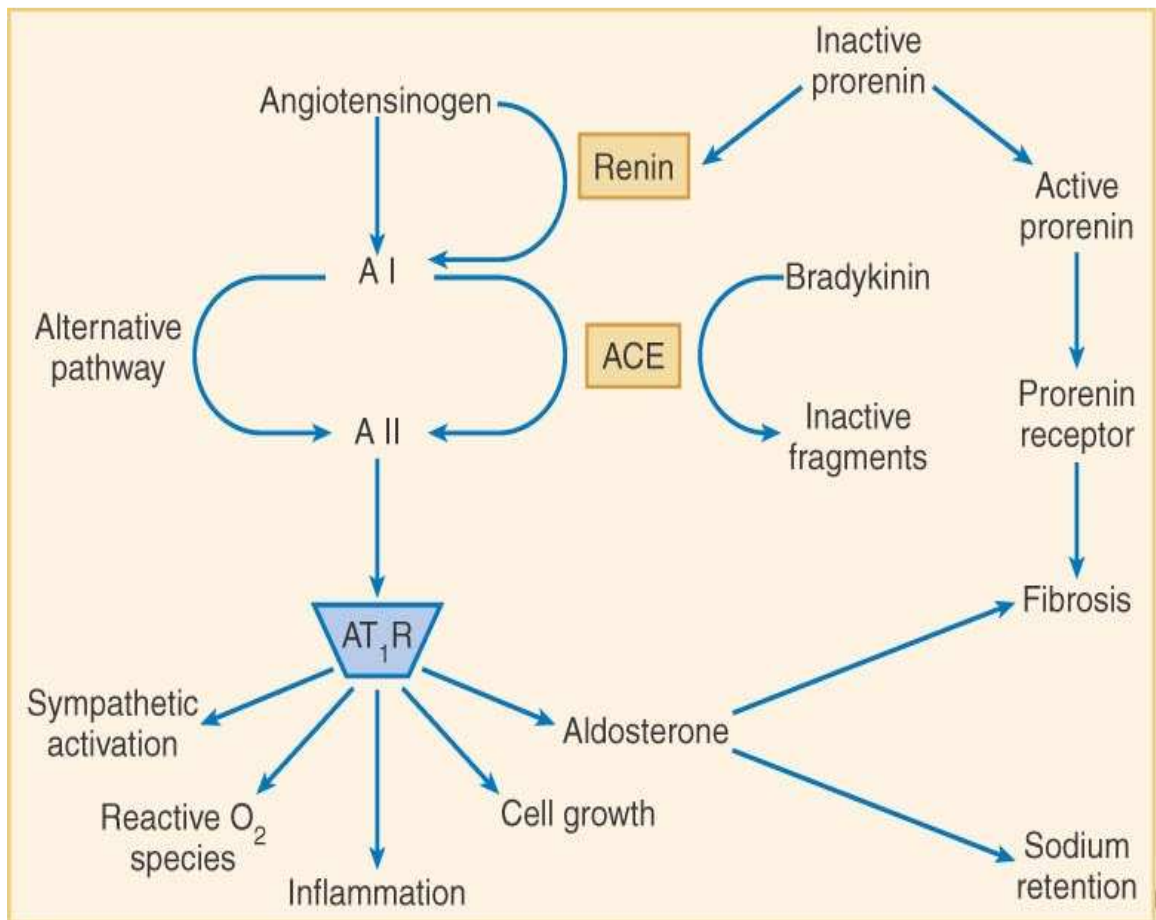 Inactive
prorenin
Angiotensinogen
Renin
Active
prorenin
A I
Bradykinin
Alternative
pathway
ACE
Prorenin
receptor
A II
Inactive
fragments
AT₁R
Fibrosis
Sympathetic
activation
Aldosterone
Reactive O₂
species
Cell growth
Inflammation
Sodium
retention